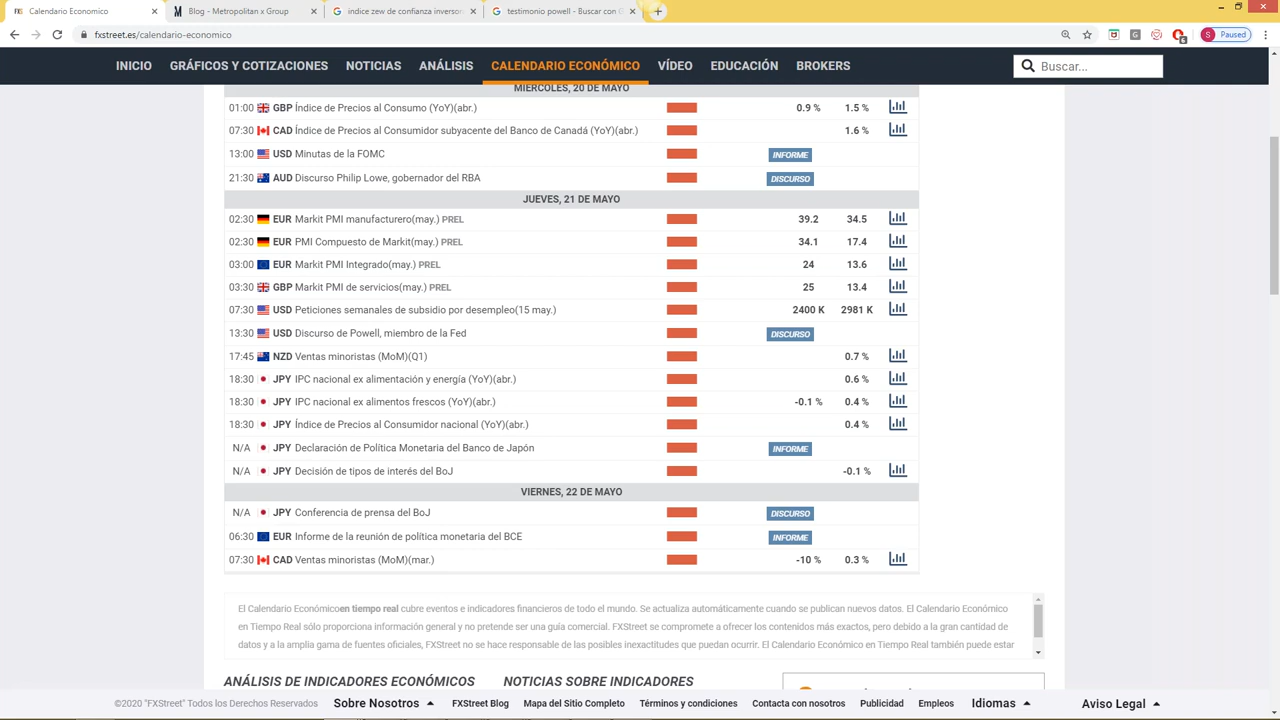 Calendario Economico
Blog - Metropolitan x Group
indice zew de confianza inversor
testimonio powell - Buscar con G
fxstreet.es/calendario-economico
Paused
INICIO
GRÁFICOS Y COTIZACIONES
NOTICIAS
ANÁLISIS
CALENDARIO ECONÓMICO
VÍDEO
EDUCACIÓN
BROKERS
Buscar...
MIÉRCOLES, 20 DE MAYO
01:00 GBP Índice de Precios al Consumo (YoY)(abr.) 0.9 % 1.5 %
07:30 CAD Índice de Precios al Consumidor subyacente del Banco de Canadá (YoY)(abr.) 1.6 %
13:00 USD Minutas de la FOMC INFORME
21:30 AUD Discurso Philip Lowe, gobernador del RBA DISCURSO
JUEVES, 21 DE MAYO
02:30 EUR Markit PMI manufacturero(may.) PREL 39.2 34.5
02:30 EUR PMI Compuesto de Markit(may.) PREL 34.1 17.4
03:00 EUR Markit PMI Integrado(may.) PREL 24 13.6
03:30 GBP Markit PMI de servicios(may.) PREL 25 13.4
07:30 USD Peticiones semanales de subsidio por desempleo(15 may.) 2400 K 2981 K
13:30 USD Discurso de Powell, miembro de la Fed DISCURSO
17:45 NZD Ventas minoristas (MoM)(Q1) 0.7 %
18:30 JPY IPC nacional ex alimentación y energía (YoY)(abr.) 0.6 %
18:30 JPY IPC nacional ex alimentos frescos (YoY)(abr.) -0.1 % 0.4 %
18:30 JPY Índice de Precios al Consumidor nacional (YoY)(abr.) 0.4 %
N/A JPY Declaración de Política Monetaria del Banco de Japón INFORME
N/A JPY Decisión de tipos de interés del BoJ -0.1 %
VIERNES, 22 DE MAYO
N/A JPY Conferencia de prensa del BoJ DISCURSO
06:30 EUR Informe de la reunión de política monetaria del BCE INFORME
07:30 CAD Ventas minoristas (MoM)(mar.) -10 % 0.3 %
El Calendario Económicoen tiempo real cubre eventos e indicadores financieros de todo el mundo. Se actualiza automáticamente cuando se publican nuevos datos. El Calendario Económico
en Tiempo Real sólo proporciona información general y no pretende ser una guía comercial. FXStreet se compromete a ofrecer los contenidos más exactos, pero debido a la gran cantidad de
datos y a la amplia gama de fuentes oficiales, FXStreet no se hace responsable de las posibles inexactitudes que puedan ocurrir. El Calendario Económico en Tiempo Real también puede estar
ANÁLISIS DE INDICADORES ECONÓMICOS
NOTICIAS SOBRE INDICADORES
©2020 "FXStreet" Todos los Derechos Reservados
Sobre Nosotros
FXStreet Blog
Mapa del Sitio Completo
Términos y condiciones
Contacta con nosotros
Publicidad
Empleos
Idiomas
Aviso Legal